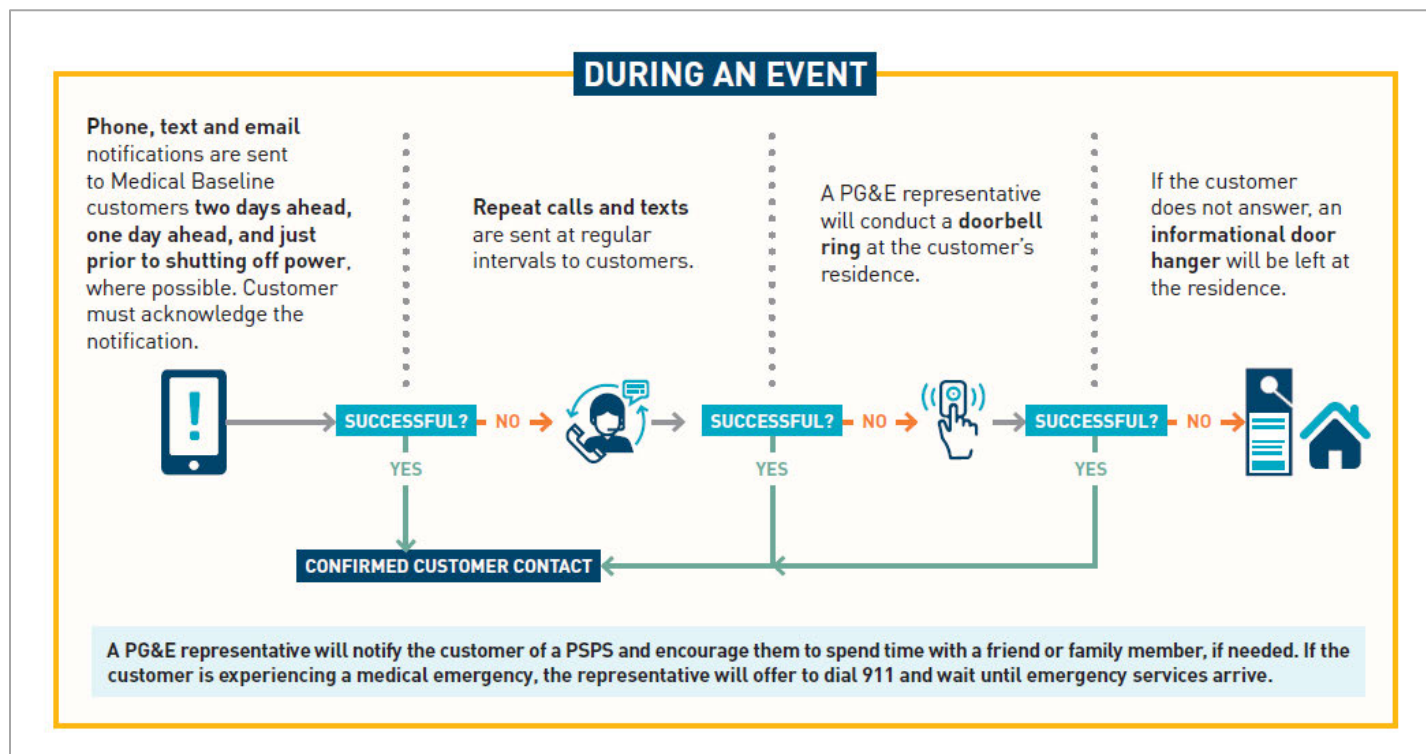 DURING AN EVENT
Phone, text and email
notifications are sent
to Medical Baseline
customers two days ahead,
one day ahead, and just
prior to shutting off power,
where possible. Customer
must acknowledge the
notification.
Repeat calls and texts
are sent at regular
intervals to customers.
A PG&E representative
will conduct a doorbell
ring at the customer’s
residence.
If the customer
does not answer, an
informational door
hanger will be left at
the residence.
SUCCESSFUL?
NO
SUCCESSFUL?
NO
SUCCESSFUL?
NO
YES
YES
YES
CONFIRMED CUSTOMER CONTACT
A PG&E representative will notify the customer of a PSPS and encourage them to spend time with a friend or family member, if needed. If the
customer is experiencing a medical emergency, the representative will offer to dial 911 and wait until emergency services arrive.